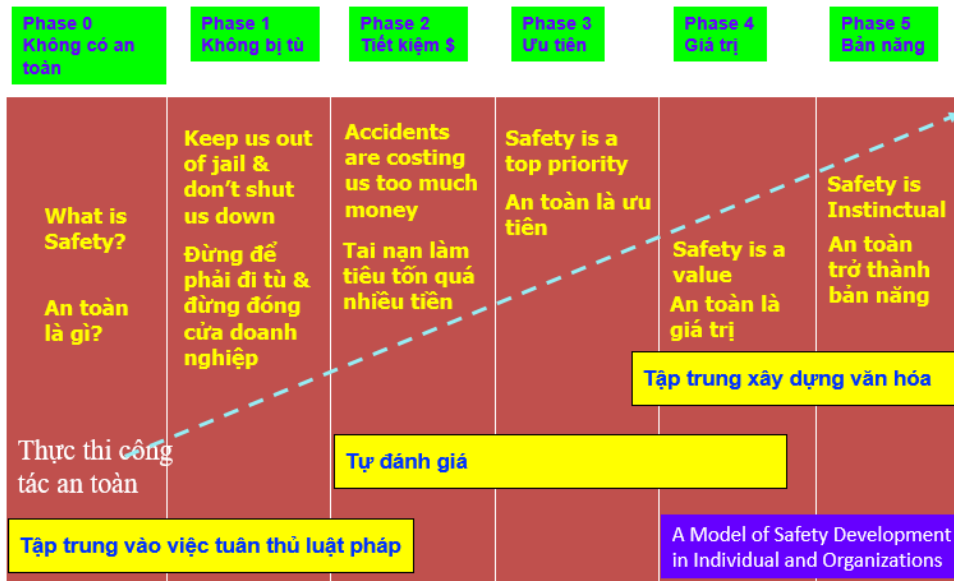 Phase 0
Không có an
toàn
Phase 1
Không bị tù
Phase 2
Tiết kiệm $
Phase 3
Ưu tiên
Phase 4
Giá trị
Phase 5
Bản năng
What is
Safety?
An toàn
là gì?
Keep us out
of jail &
don't shut
us down
Đừng để
phải đi tù &
đừng đóng
cửa doanh
nghiệp
Accidents
are costing
us too much
money
Tai nạn làm
tiêu tốn quá
nhiều tiền
Safety is a
top priority
An toàn là ưu
tiên
Safety is a
value
An toàn là
giá trị
Safety is
Instinctual
An toàn
trở thành
bản năng
Tập trung xây dựng văn hóa
Thực thi công
tác an toàn
Tự đánh giá
Tập trung vào việc tuân thủ luật pháp
A Model of Safety Development
in Individual and Organizations